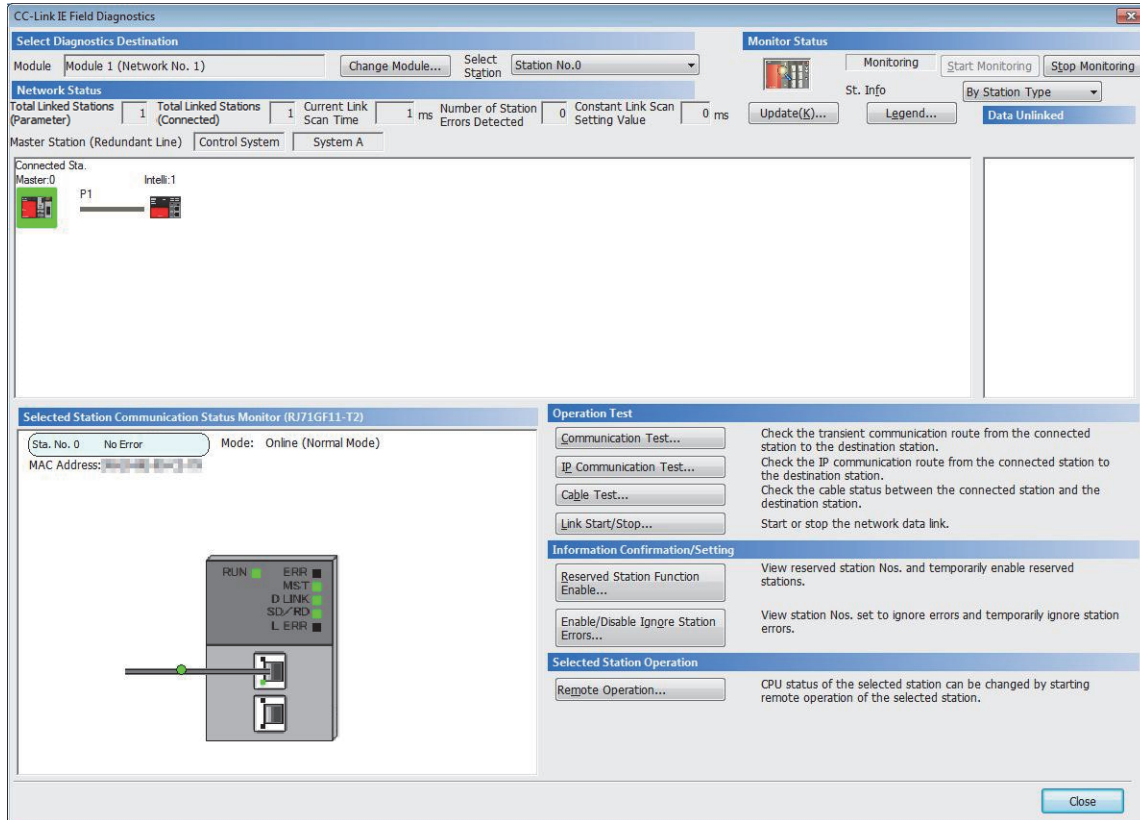 CC-Link IE Field Diagnostics
Select Diagnostics Destination
Module Module 1 (Network No. 1) Change Module... Select Station Station No.0
Network Status
Total Linked Stations (Parameter) 1 Total Linked Stations (Connected) 1 Current Link Scan Time 1 ms Number of Station Errors Detected 0 Constant Link Scan Setting Value 0 ms
Master Station (Redundant Line) Control System System A
Monitor Status
Monitoring Start Monitoring Stop Monitoring
St. Info By Station Type
Update(K)... Legend... Data Unlinked
Connected Sta.
Master:0 Intelli:1
P1
Selected Station Communication Status Monitor (RJ71GF11-T2)
Sta. No. 0 No Error Mode: Online (Normal Mode)
MAC Address:
RUN ERR
MST
D LINK
SD/RD
L ERR
Operation Test
Communication Test... Check the transient communication route from the connected
station to the destination station.
IP Communication Test... Check the IP communication route from the connected station to
the destination station.
Cable Test... Check the cable status between the connected station and the
destination station.
Link Start/Stop... Start or stop the network data link.
Information Confirmation/Setting
Reserved Station Function Enable... View reserved station Nos. and temporarily enable reserved
stations.
Enable/Disable Ignore Station Errors... View station Nos. set to ignore errors and temporarily ignore station
errors.
Selected Station Operation
Remote Operation... CPU status of the selected station can be changed by starting
remote operation of the selected station.
Close